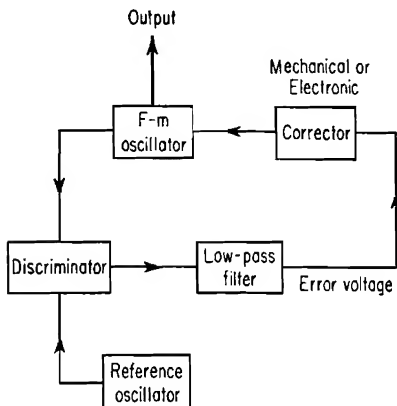 Output
Mechanical or
Electronic
F-m
oscillator
Corrector
Discriminator
Low-pass
filter
Error voltage
Reference
oscillator